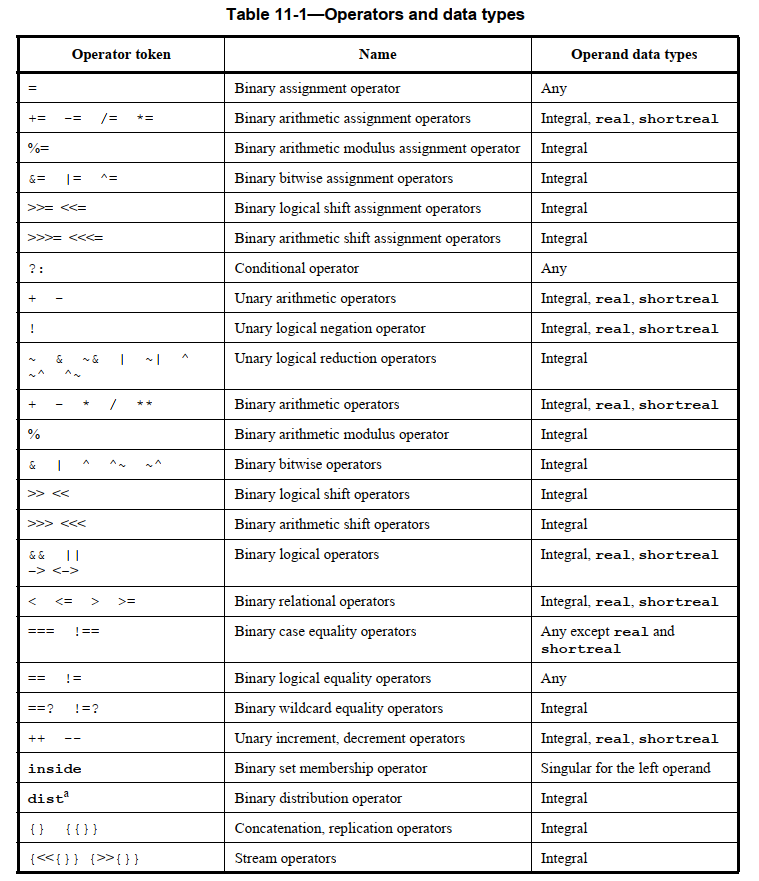 Table 11-1—Operators and data types
Operator token Name Operand data types
= Binary assignment operator Any
+= -= /= *= Binary arithmetic assignment operators Integral, real, shortreal
%= Binary arithmetic modulus assignment operator Integral
&= |= ^= Binary bitwise assignment operators Integral
>>= <<= Binary logical shift assignment operators Integral
>>>= <<<= Binary arithmetic shift assignment operators Integral
?: Conditional operator Any
+ - Unary arithmetic operators Integral, real, shortreal
! Unary logical negation operator Integral, real, shortreal
~ & ~& | ~| ^ Unary logical reduction operators Integral
~^ ^~
+ - * / ** Binary arithmetic operators Integral, real, shortreal
% Binary arithmetic modulus operator Integral
& | ^ ^~ ~^ Binary bitwise operators Integral
>> << Binary logical shift operators Integral
>>> <<< Binary arithmetic shift operators Integral
&& || Binary logical operators Integral, real, shortreal
–> <–>
< <= > >= Binary relational operators Integral, real, shortreal
=== !== Binary case equality operators Any except real and
shortreal
== != Binary logical equality operators Any
==? !=? Binary wildcard equality operators Integral
++ -- Unary increment, decrement operators Integral, real, shortreal
inside Binary set membership operator Singular for the left operand
dist^a Binary distribution operator Integral
{} {{}} Concatenation, replication operators Integral
{<<{}} {>>{}} Stream operators Integral